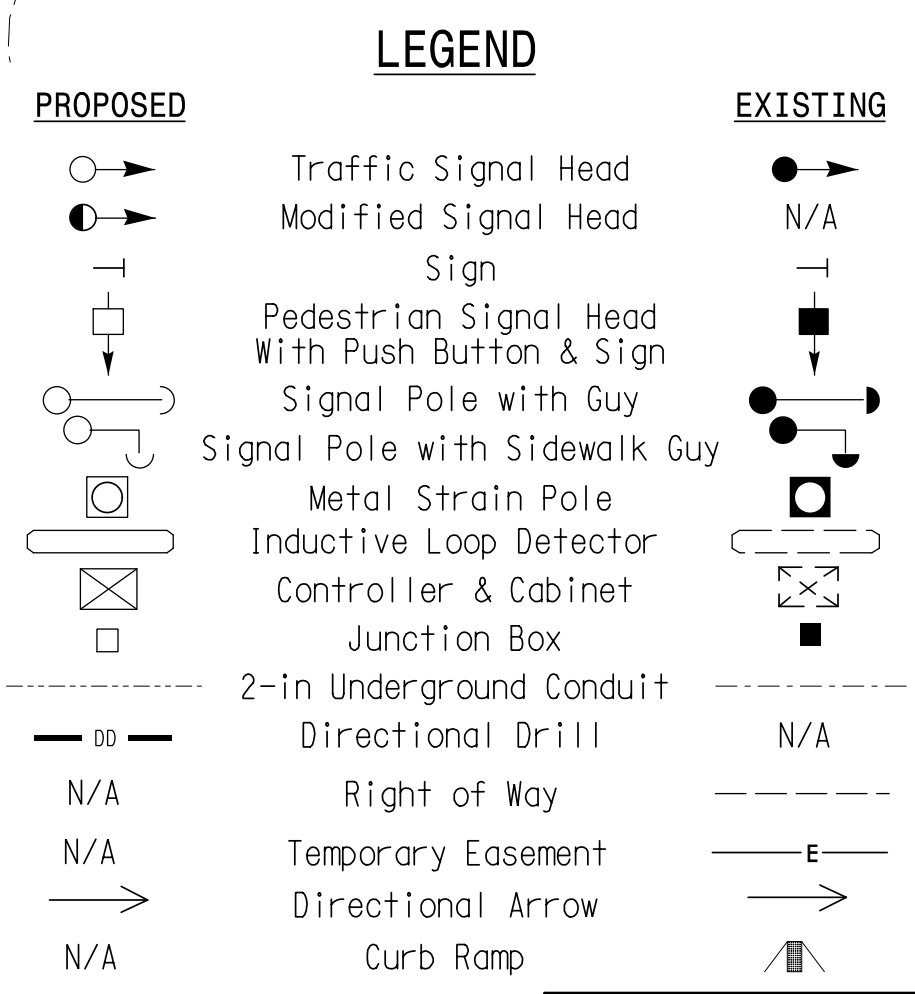 LEGEND
PROPOSED EXISTING
Traffic Signal Head
Modified Signal Head N/A
Sign
Pedestrian Signal Head
With Push Button & Sign
Signal Pole with Guy
Signal Pole with Sidewalk Guy
Metal Strain Pole
Inductive Loop Detector
Controller & Cabinet
Junction Box
2-in Underground Conduit
DD Directional Drill N/A
N/A Right of Way
N/A Temporary Easement E
Directional Arrow
N/A Curb Ramp